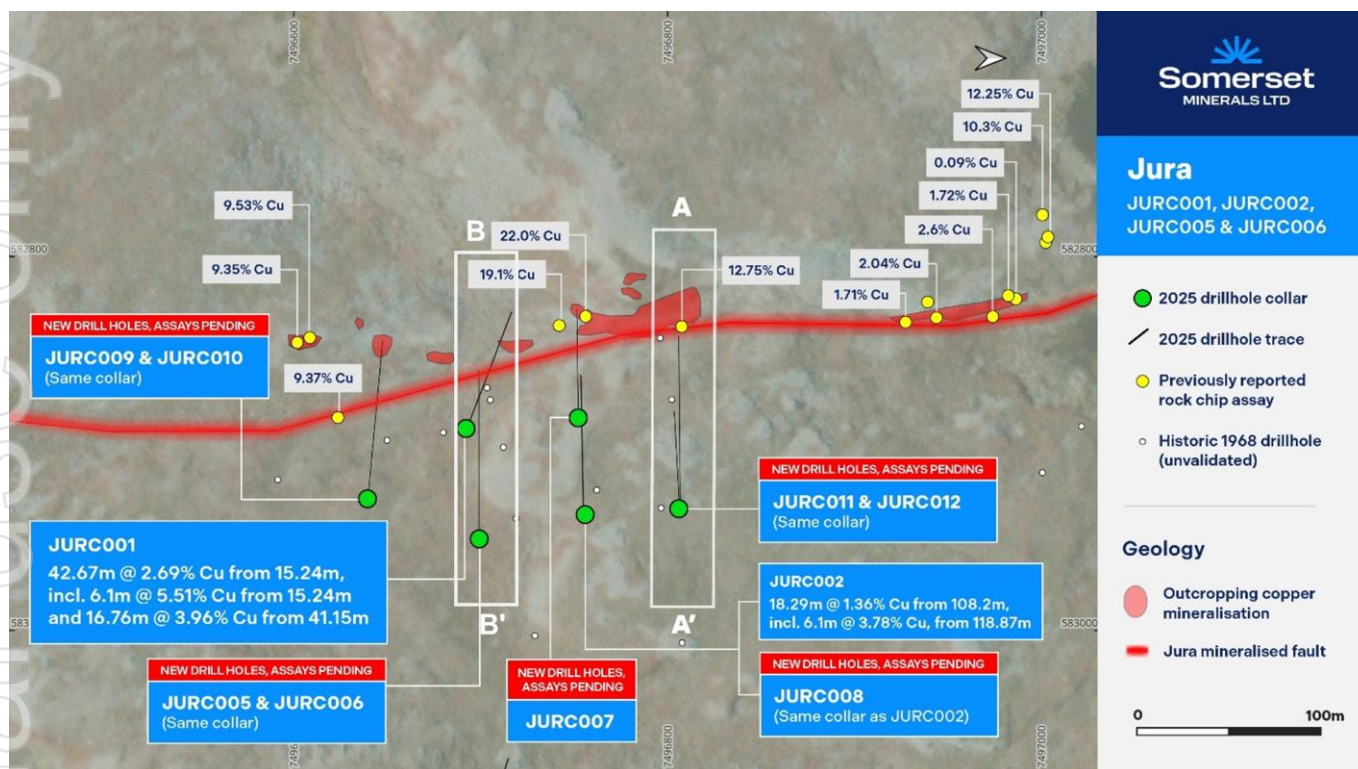 7496600
7496800
7497000
12.25% Cu
10.3% Cu
0.09% Cu
1.72% Cu
2.6% Cu
2.04% Cu
1.71% Cu
9.53% Cu
9.35% Cu
9.37% Cu
B
22.0% Cu
19.1% Cu
A
12.75% Cu
582800
582800
NEW DRILL HOLES, ASSAYS PENDING
JURC009 & JURC010
(Same collar)
JURC001
42.67m @ 2.69% Cu from 15.24m,
incl. 6.1m @ 5.51% Cu from 15.24m
and 16.76m @ 3.96% Cu from 41.15m
NEW DRILL HOLES, ASSAYS PENDING
JURC005 & JURC006
(Same collar)
B'
A'
NEW DRILL HOLES,
ASSAYS PENDING
JURC007
NEW DRILL HOLES, ASSAYS PENDING
JURC011 & JURC012
(Same collar)
JURC002
18.29m @ 1.36% Cu from 108.2m,
incl. 6.1m @ 3.78% Cu, from 118.87m
NEW DRILL HOLES, ASSAYS PENDING
JURC008
(Same collar as JURC002)
583000
7496800
7497000
Somerset
MINERALS LTD
Jura
JURC001, JURC002,
JURC005 & JURC006
2025 drillhole collar
2025 drillhole trace
Previously reported
rock chip assay
Historic 1968 drillhole
(unvalidated)
Geology
Outcropping copper
mineralisation
Jura mineralised fault
0 100m